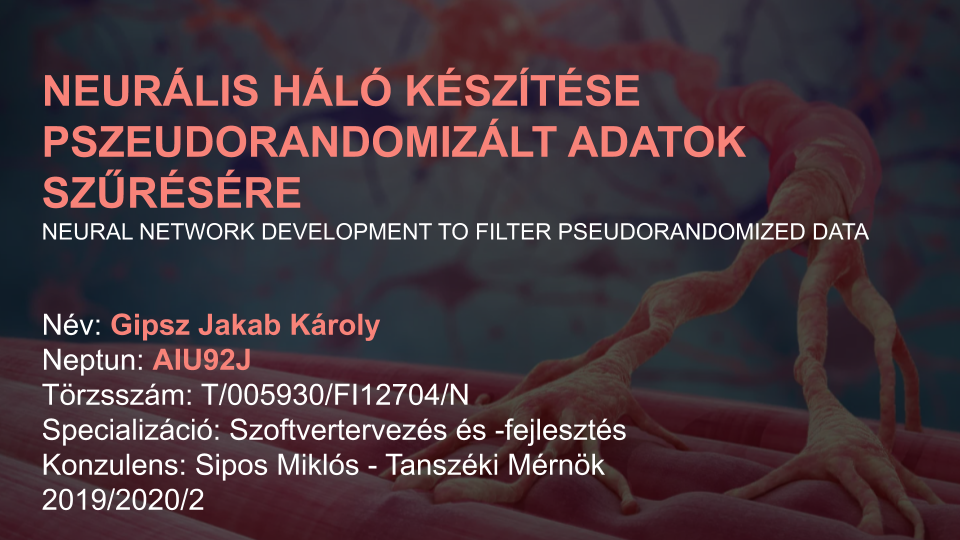 NEURÁLIS HÁLÓ KÉSZÍTÉSE
PSZEUDORANDOMIZÁLT ADATOK
SZŰRÉSÉRE
NEURAL NETWORK DEVELOPMENT TO FILTER PSEUDORANDOMIZED DATA
Név: Gipsz Jakab Károly
Neptun: AIU92J
Törzsszám: T/005930/FI12704/N
Specializáció: Szoftvertervezés és -fejlesztés
Konzulens: Sipos Miklós - Tanszéki Mérnök
2019/2020/2